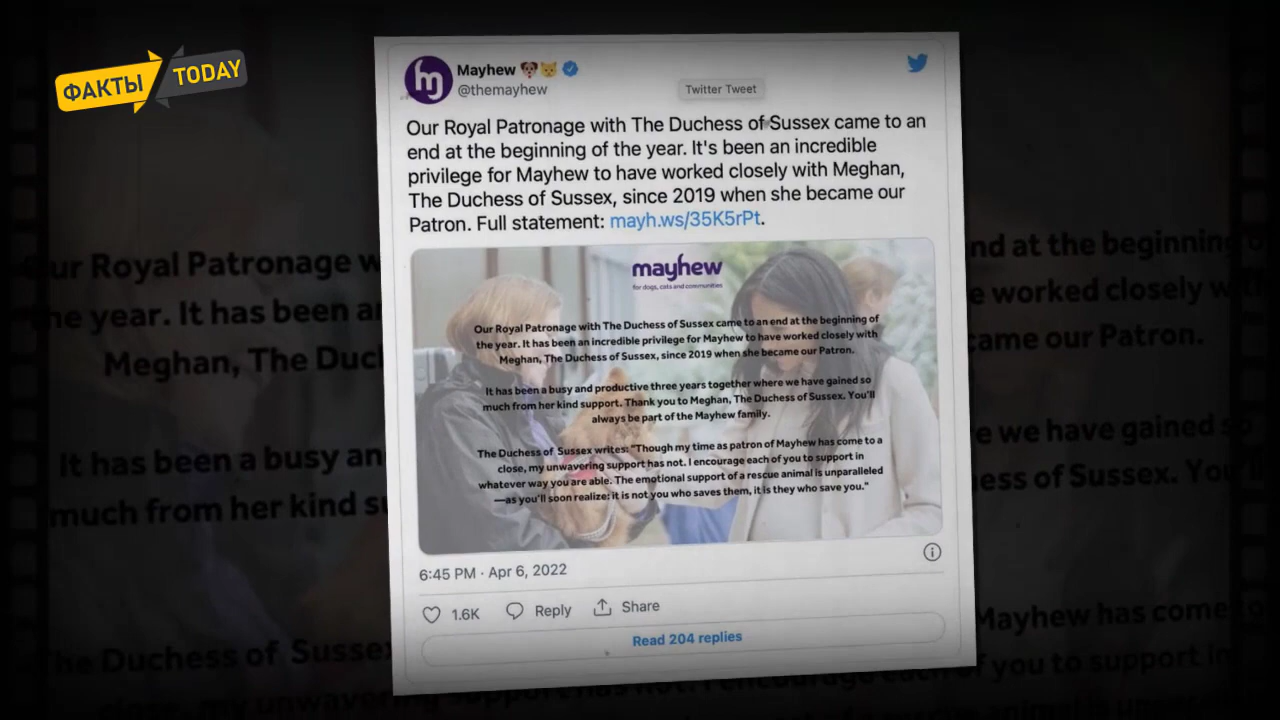 ФАКТЫ TODAY
Mayhew
@themayhew
Twitter Tweet
Our Royal Patronage with The Duchess of Sussex came to an
end at the beginning of the year. It's been an incredible
privilege for Mayhew to have worked closely with Meghan,
The Duchess of Sussex, since 2019 when she became our
Patron. Full statement: mayh.ws/35K5rPt.
mayhew
for dogs, cats and communities
Our Royal Patronage with The Duchess of Sussex came to an end at the beginning of
the year. It has been an incredible privilege for Mayhew to have worked closely with
Meghan, The Duchess of Sussex, since 2019 when she became our Patron.
It has been a busy and productive three years together where we have gained so
much from her kind support. Thank you to Meghan, The Duchess of Sussex. You'll
always be part of the Mayhew family.
The Duchess of Sussex writes: "Though my time as patron of Mayhew has come to a
close, my unwavering support has not. I encourage each of you to support in
whatever way you are able. The emotional support of a rescue animal is unparalleled
—as you'll soon realize: it is not you who saves them, it is they who save you."
6:45 PM · Apr 6, 2022
1.6K Reply Share
Read 204 replies